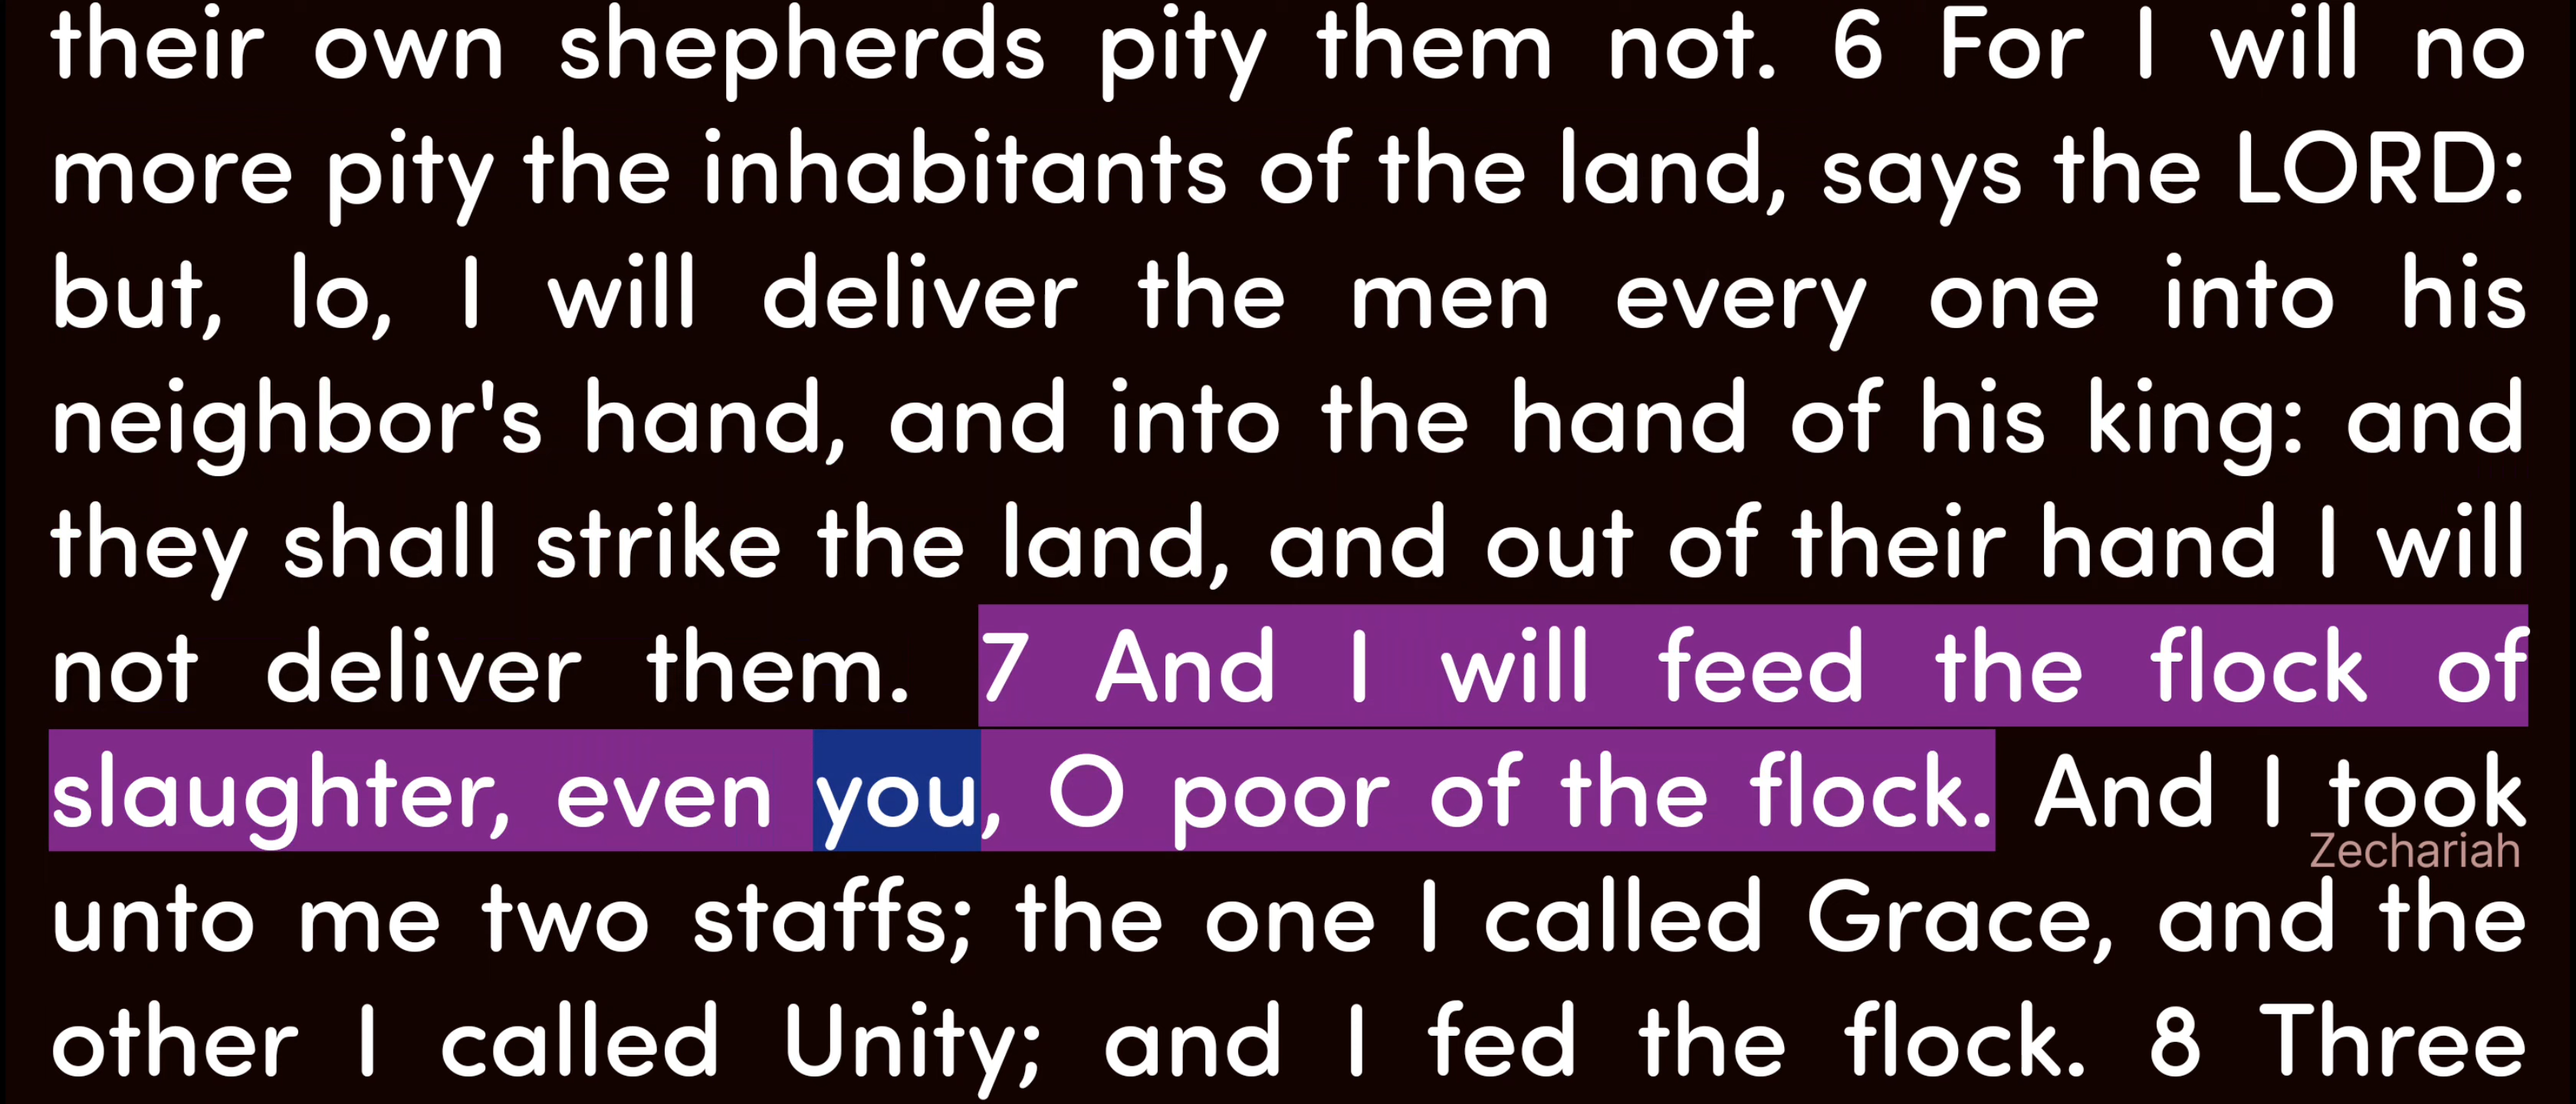 their own shepherds pity them not. 6 For I will no
more pity the inhabitants of the land, says the LORD:
but, lo, I will deliver the men every one into his
neighbor's hand, and into the hand of his king: and
they shall strike the land, and out of their hand I will
not deliver them. 7 And I will feed the flock of
slaughter, even you, O poor of the flock. And I took
Zechariah
unto me two staffs; the one I called Grace, and the
other I called Unity; and I fed the flock. 8 Three